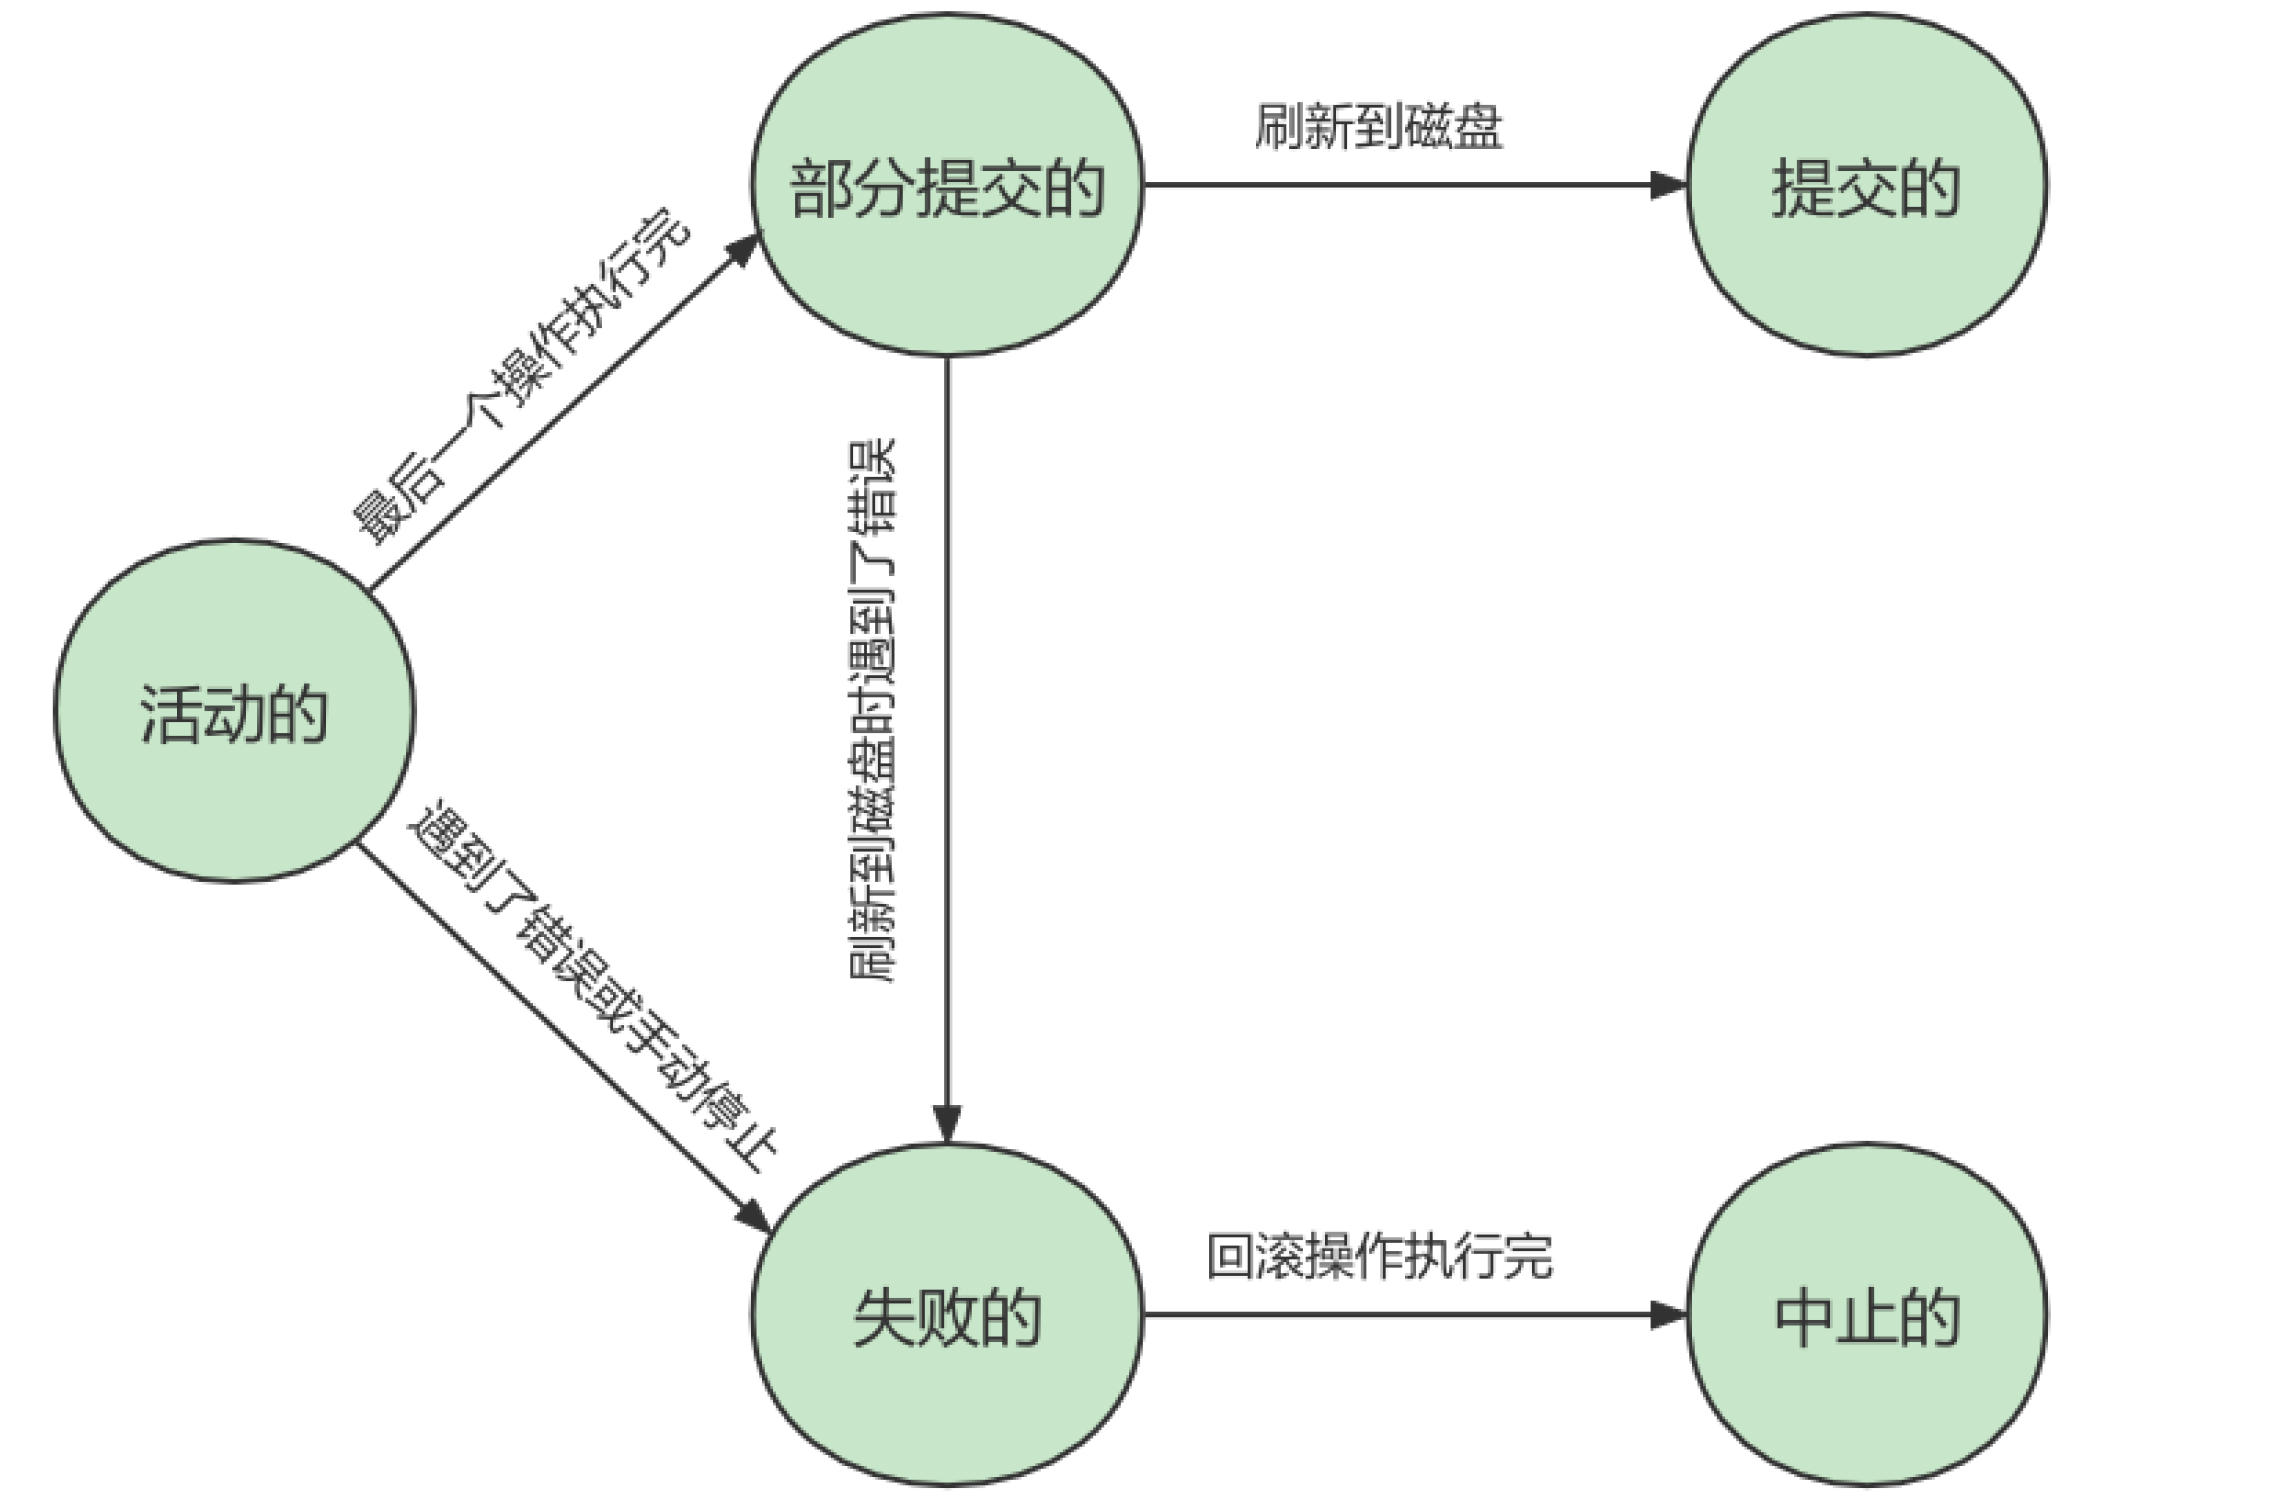 部分提交的
刷新到磁盘
提交的
最后一个操作执行完
刷新到磁盘时遇到了错误
活动的
遇到了错误或手动停止
失败的
回滚操作执行完
中止的